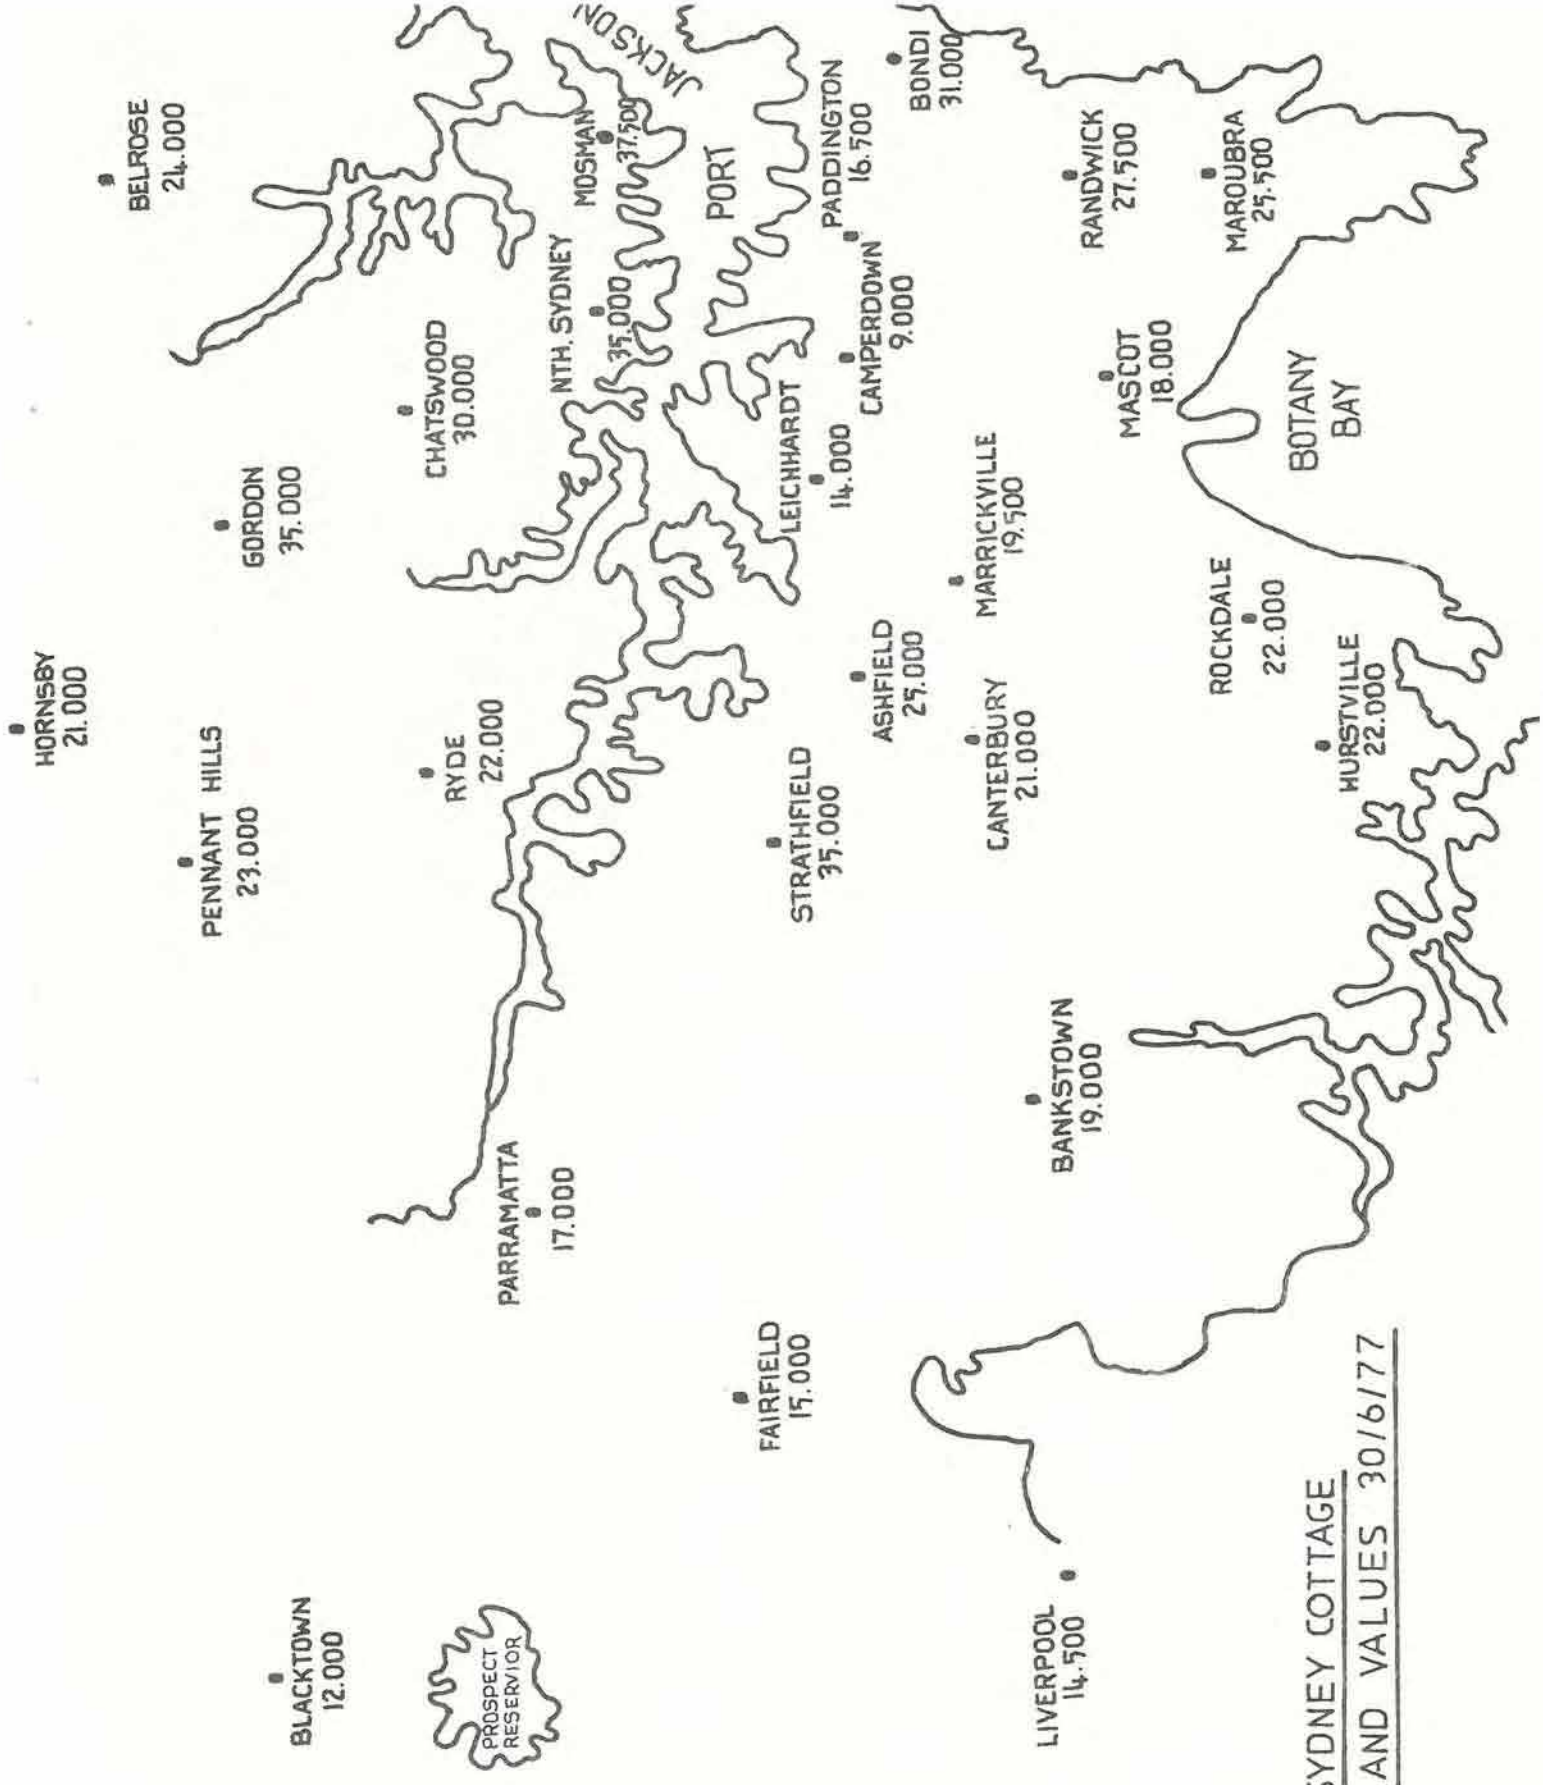 HORNSBY
21.000
BELROSE
24.000
PENNANT HILLS
23.000
GORDON
35.000
BLACKTOWN
12.000
RYDE
22.000
CHATSWOOD
30.000
PROSPECT
RESERVIOR
PARRAMATTA
17.000
NTH. SYDNEY
35.000
MOSMAN
37.500
PORT
JACKSON
FAIRFIELD
15.000
STRATHFIELD
35.000
LEICHHARDT
14.000
PADDINGTON
16.500
ASHFIELD
25.000
CAMPERDOWN
9.000
BONDI
31.000
CANTERBURY
21.000
MARRICKVILLE
19.500
LIVERPOOL
14.500
BANKSTOWN
19.000
MASCOT
18.000
RANDWICK
27.500
ROCKDALE
22.000
MAROUBRA
25.500
BOTANY
BAY
HURSTVILLE
22.000
SYDNEY COTTAGE
AND VALUES 30/6/77